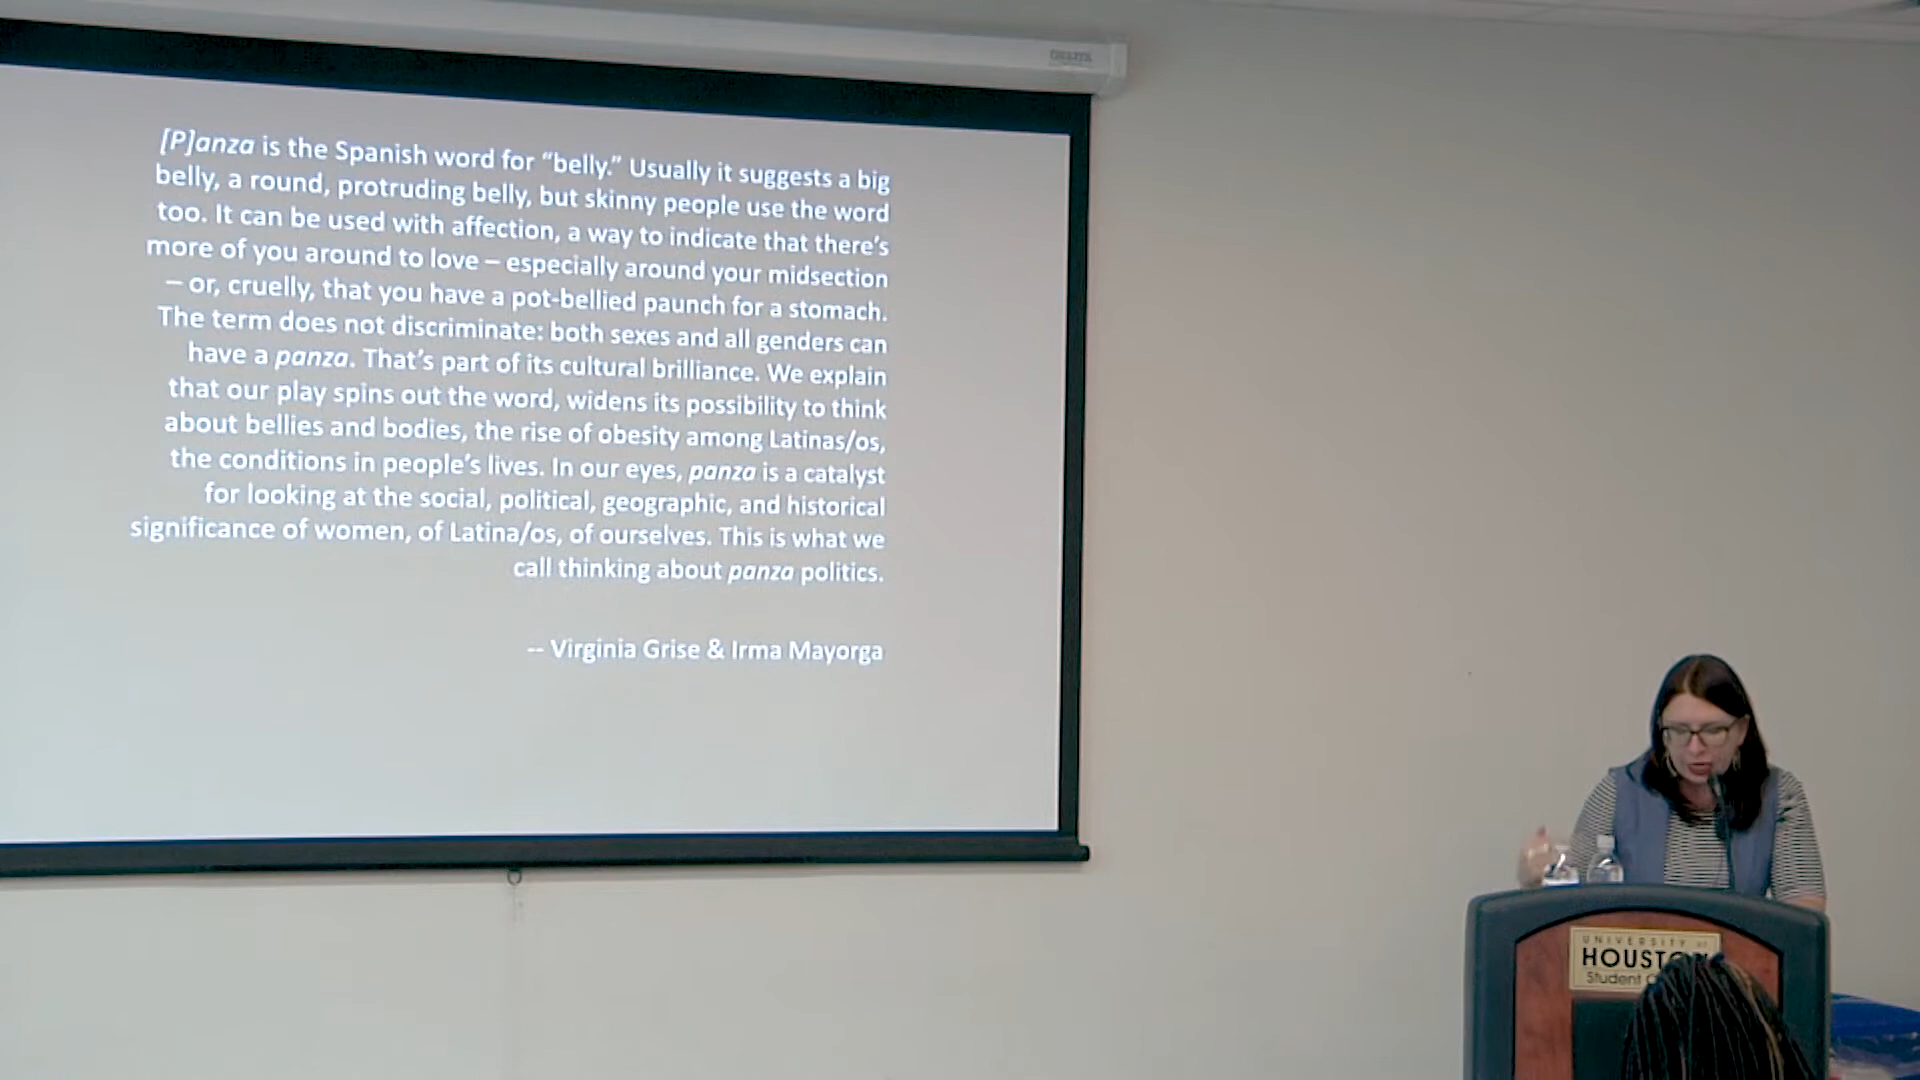 [P]anza is the Spanish word for “belly.” Usually it suggests a big
belly, a round, protruding belly, but skinny people use the word
too. It can be used with affection, a way to indicate that there’s
more of you around to love – especially around your midsection
– or, cruelly, that you have a pot-bellied paunch for a stomach.
The term does not discriminate: both sexes and all genders can
have a panza. That’s part of its cultural brilliance. We explain
that our play spins out the word, widens its possibility to think
about bellies and bodies, the rise of obesity among Latinas/os,
the conditions in people’s lives. In our eyes, panza is a catalyst
for looking at the social, political, geographic, and historical
significance of women, of Latina/os, of ourselves. This is what we
call thinking about panza politics.
-- Virginia Grise & Irma Mayorga
UNIVERSITY of
HOUSTON
Student